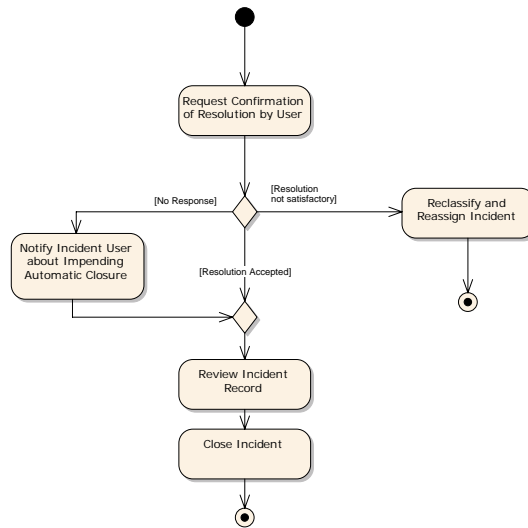 Request Confirmation
of Resolution by User
[No Response]
[Resolution
not satisfactory]
Reclassify and
Reassign Incident
Notify Incident User
about Impending
Automatic Closure
[Resolution Accepted]
Review Incident
Record
Close Incident